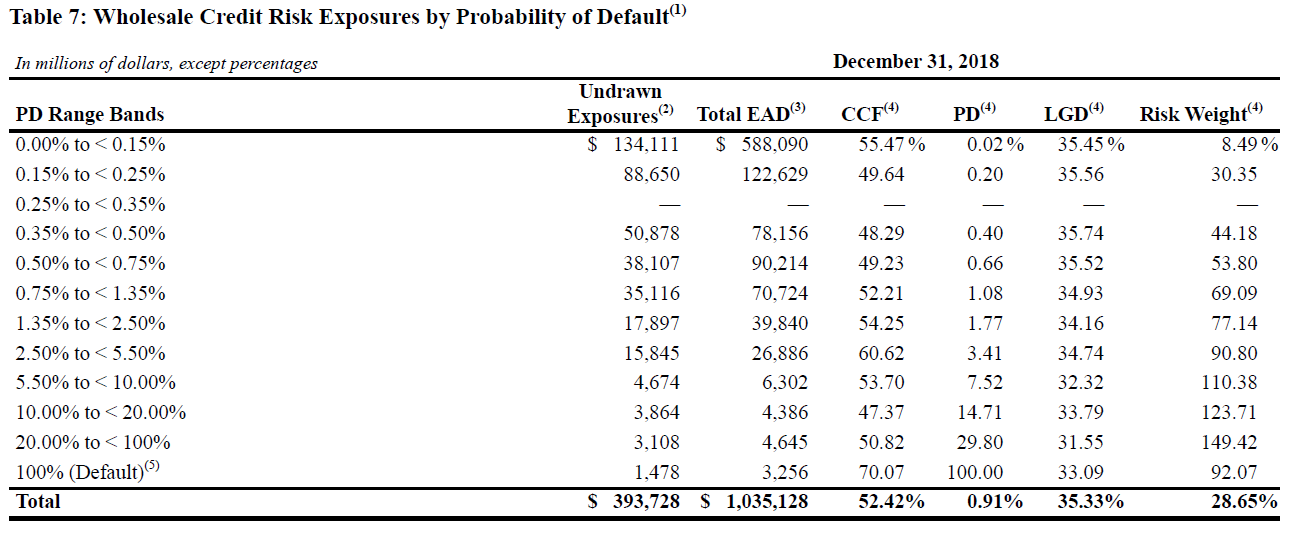 Table 7: Wholesale Credit Risk Exposures by Probability of Default(1)
In millions of dollars, except percentages December 31, 2018
PD Range Bands Undrawn Exposures(2) Total EAD(3) CCF(4) PD(4) LGD(4) Risk Weight(4)
0.00% to < 0.15% $ 134,111 $ 588,090 55.47 % 0.02 % 35.45 % 8.49 %
0.15% to < 0.25% 88,650 122,629 49.64 0.20 35.56 30.35
0.25% to < 0.35% — — — — — —
0.35% to < 0.50% 50,878 78,156 48.29 0.40 35.74 44.18
0.50% to < 0.75% 38,107 90,214 49.23 0.66 35.52 53.80
0.75% to < 1.35% 35,116 70,724 52.21 1.08 34.93 69.09
1.35% to < 2.50% 17,897 39,840 54.25 1.77 34.16 77.14
2.50% to < 5.50% 15,845 26,886 60.62 3.41 34.74 90.80
5.50% to < 10.00% 4,674 6,302 53.70 7.52 32.32 110.38
10.00% to < 20.00% 3,864 4,386 47.37 14.71 33.79 123.71
20.00% to < 100% 3,108 4,645 50.82 29.80 31.55 149.42
100% (Default)(5) 1,478 3,256 70.07 100.00 33.09 92.07
Total $ 393,728 $ 1,035,128 52.42% 0.91% 35.33% 28.65%